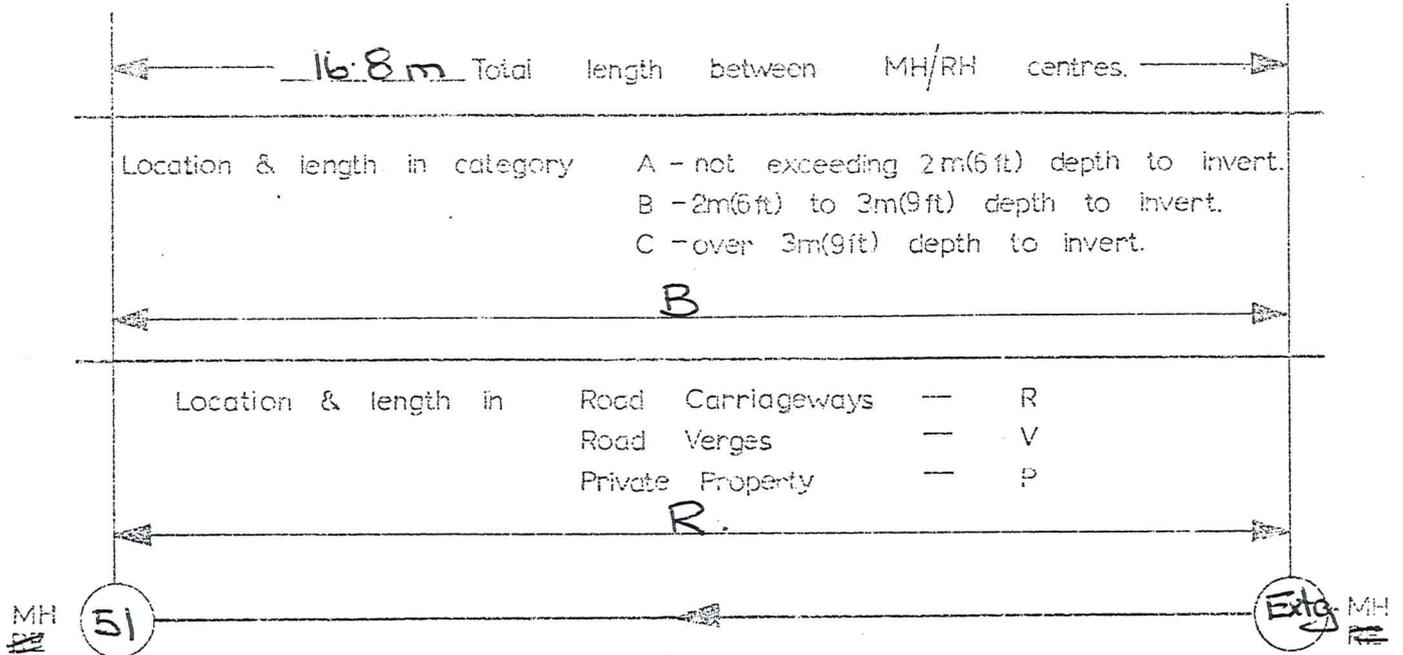 16.8 m Total length between MH/RH centres.
Location & length in category A - not exceeding 2m(6ft) depth to invert.
B - 2m(6ft) to 3m(9ft) depth to invert.
C - over 3m(9ft) depth to invert.
B
Location & length in Road Carriageways — R
Road Verges — V
Private Property — P
R.
MH 51 Extg. MH